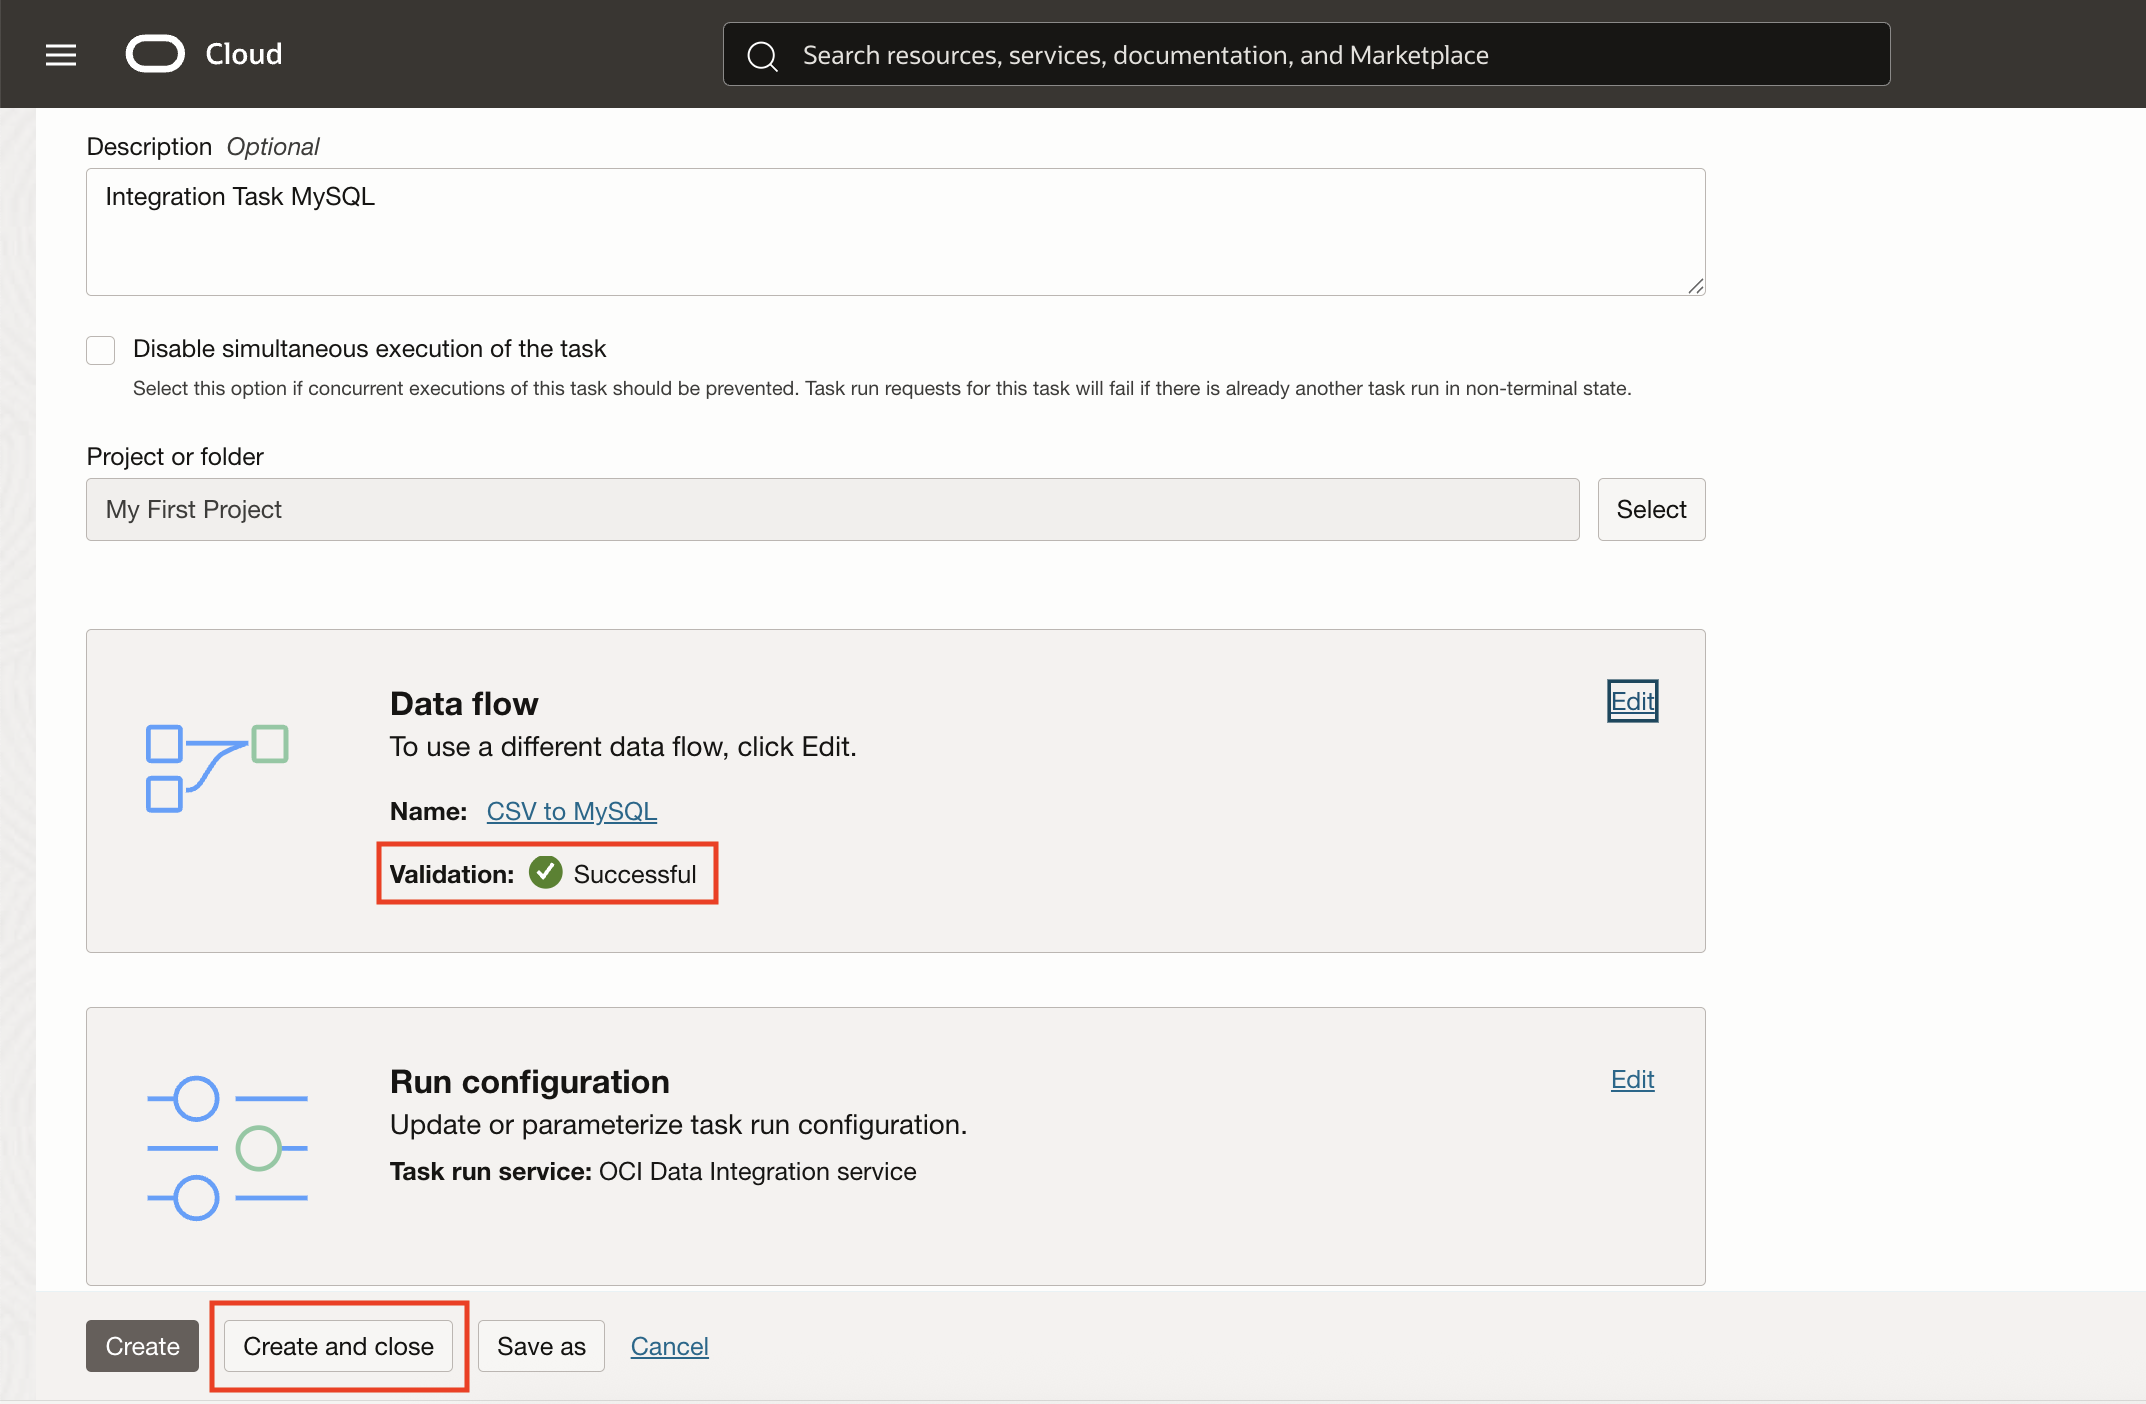 Cloud
Search resources, services, documentation, and Marketplace
Description Optional
Integration Task MySQL
Disable simultaneous execution of the task
Select this option if concurrent executions of this task should be prevented. Task run requests for this task will fail if there is already another task run in non-terminal state.
Project or folder
My First Project
Select
Data flow
Edit
To use a different data flow, click Edit.
Name: CSV to MySQL
Validation: Successful
Run configuration
Edit
Update or parameterize task run configuration.
Task run service: OCI Data Integration service
Create
Create and close
Save as
Cancel